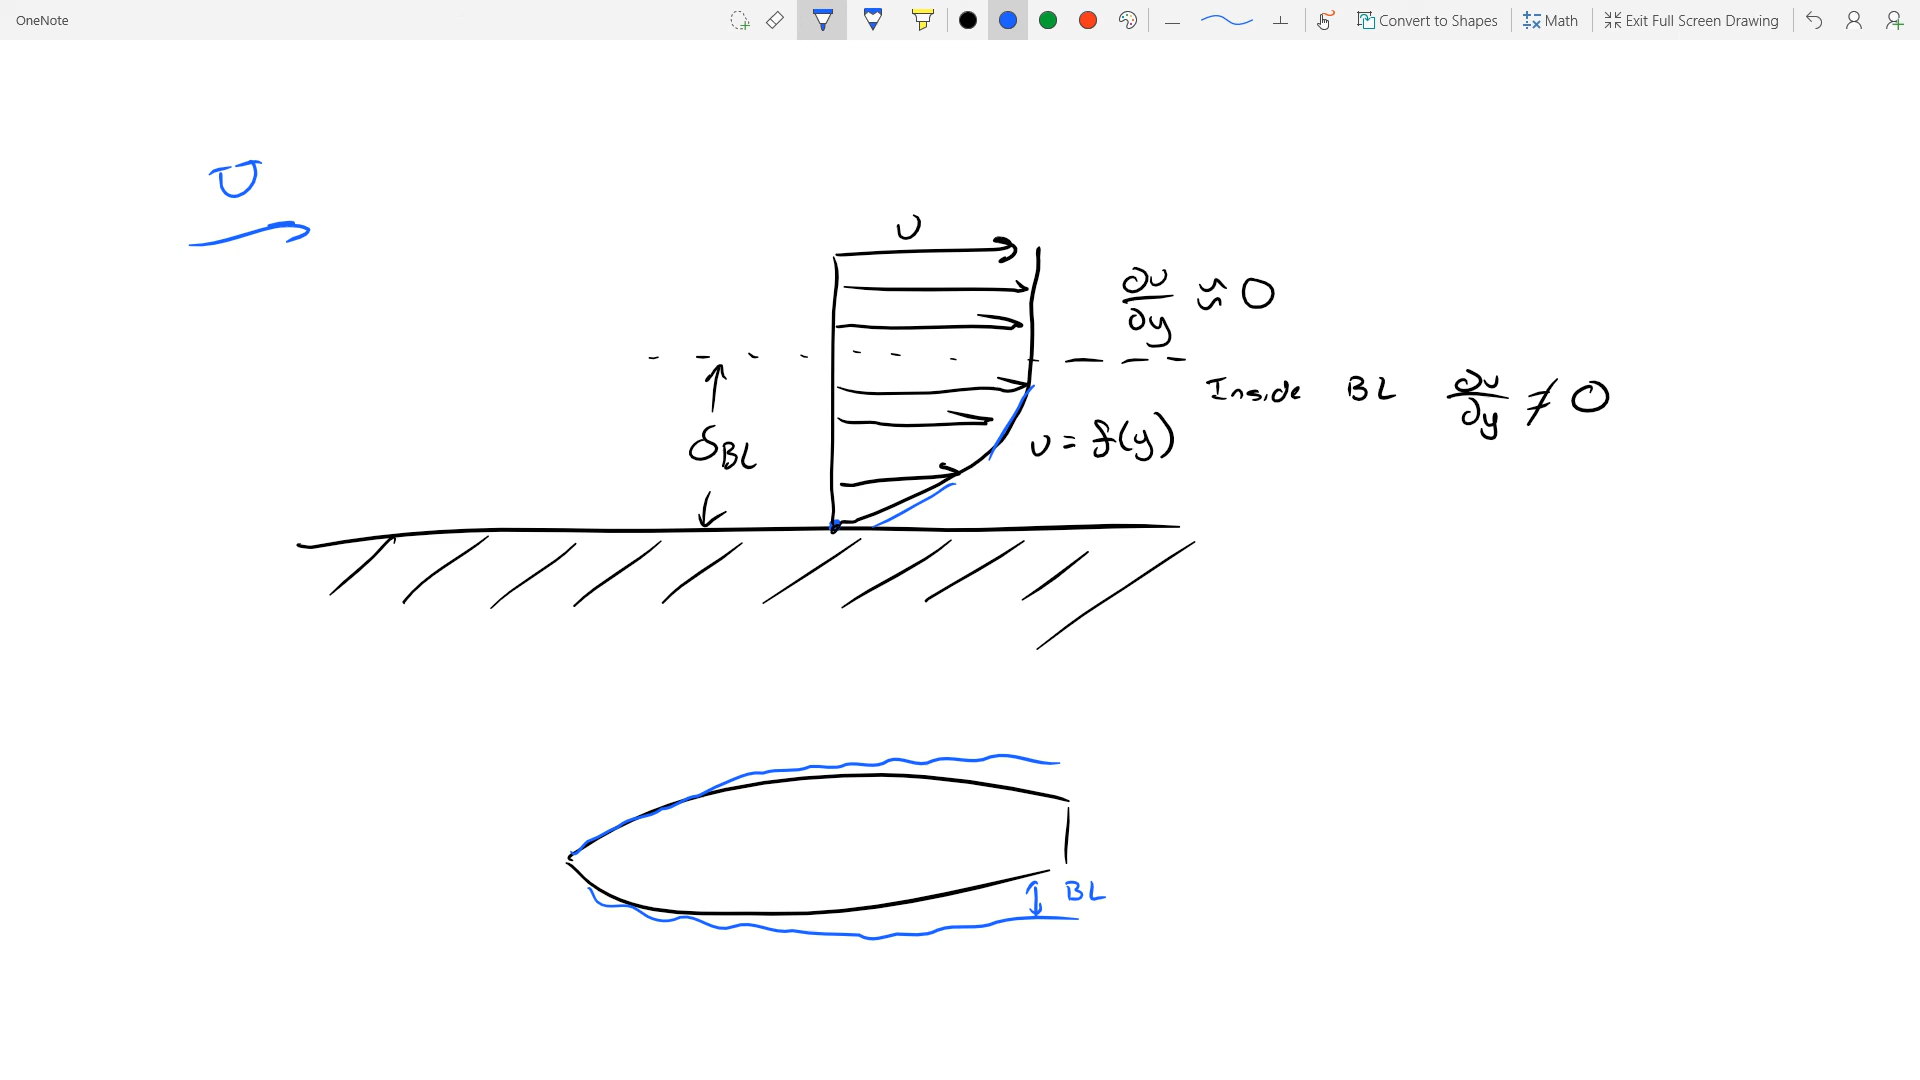 OneNote
Convert to Shapes
Math
Exit Full Screen Drawing
U
U
∂u/∂y ≈ 0
Inside BL ∂u/∂y ≠ 0
δBL
u = f(y)
BL